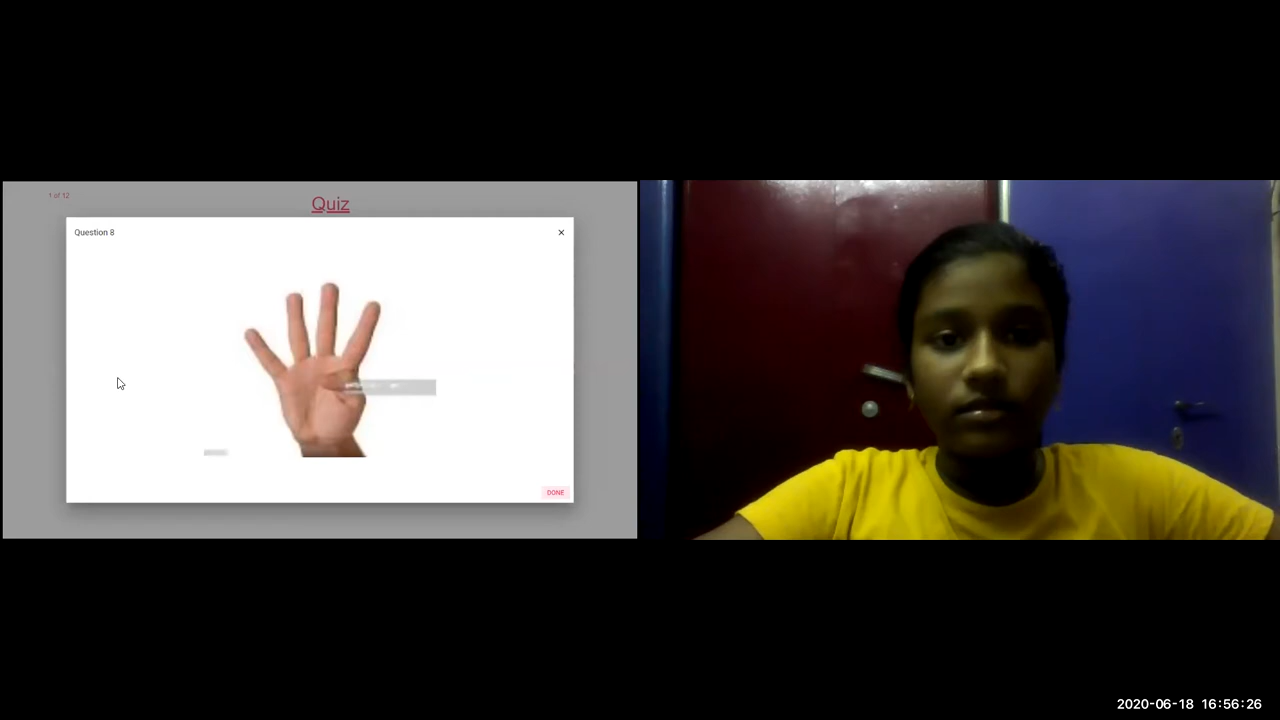 1 of 12
Quiz
Question 8
×
DONE
2020-06-18 16:56:26